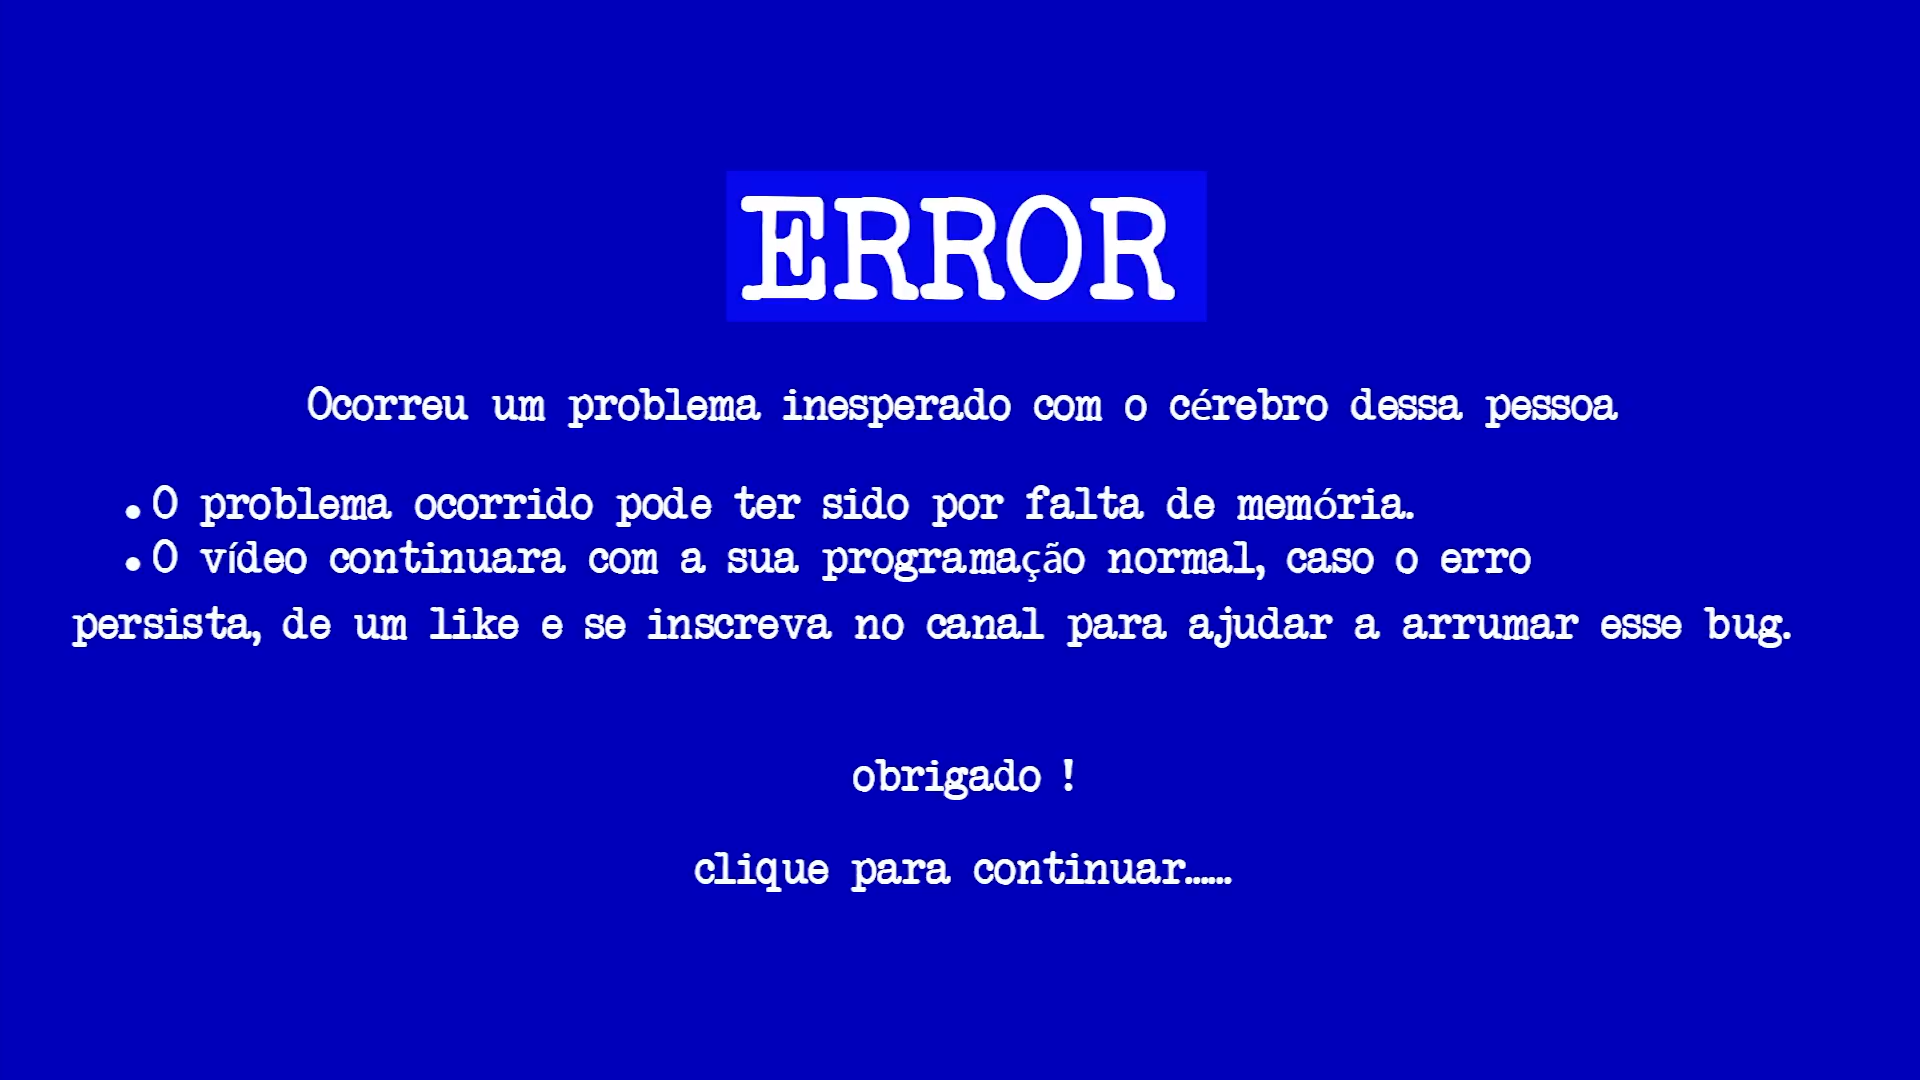 ERROR
Ocorreu um problema inesperado com o cérebro dessa pessoa
•O problema ocorrido pode ter sido por falta de memória.
•O vídeo continuara com a sua programação normal, caso o erro
persista, de um like e se inscreva no canal para ajudar a arrumar esse bug.
obrigado !
clique para continuar......